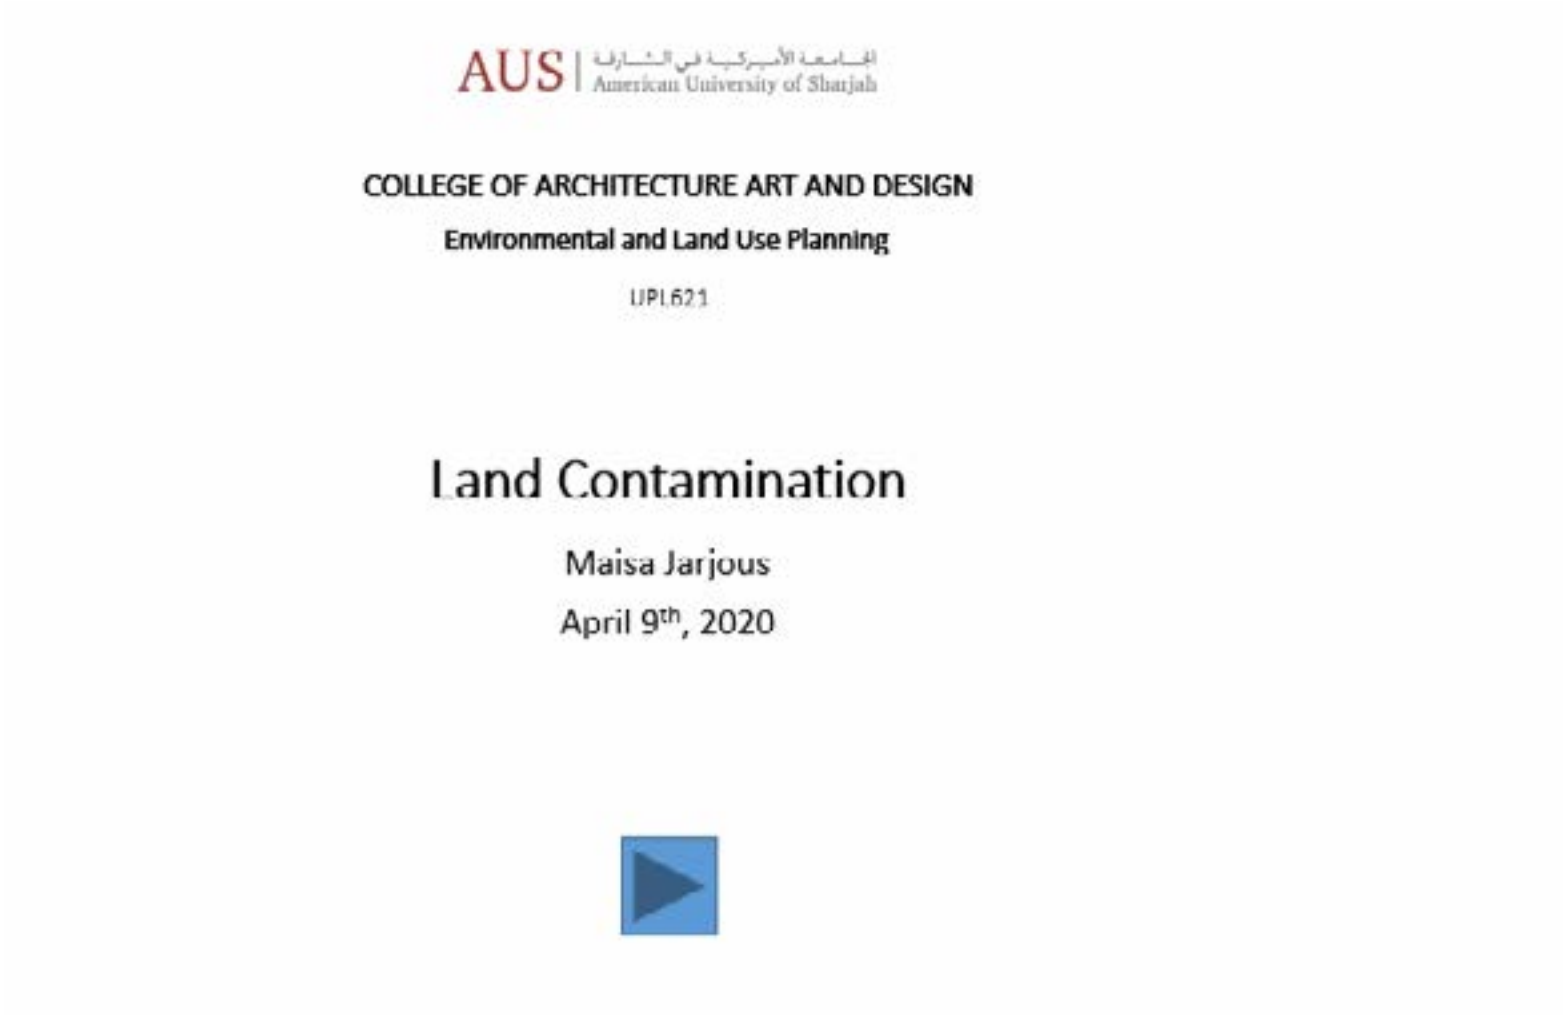 AUS
الجامعة الأميركية في الشارقة
American University of Sharjah
COLLEGE OF ARCHITECTURE ART AND DESIGN
Environmental and Land Use Planning
UPL621
Land Contamination
Maisa Jarjous
April 9th, 2020